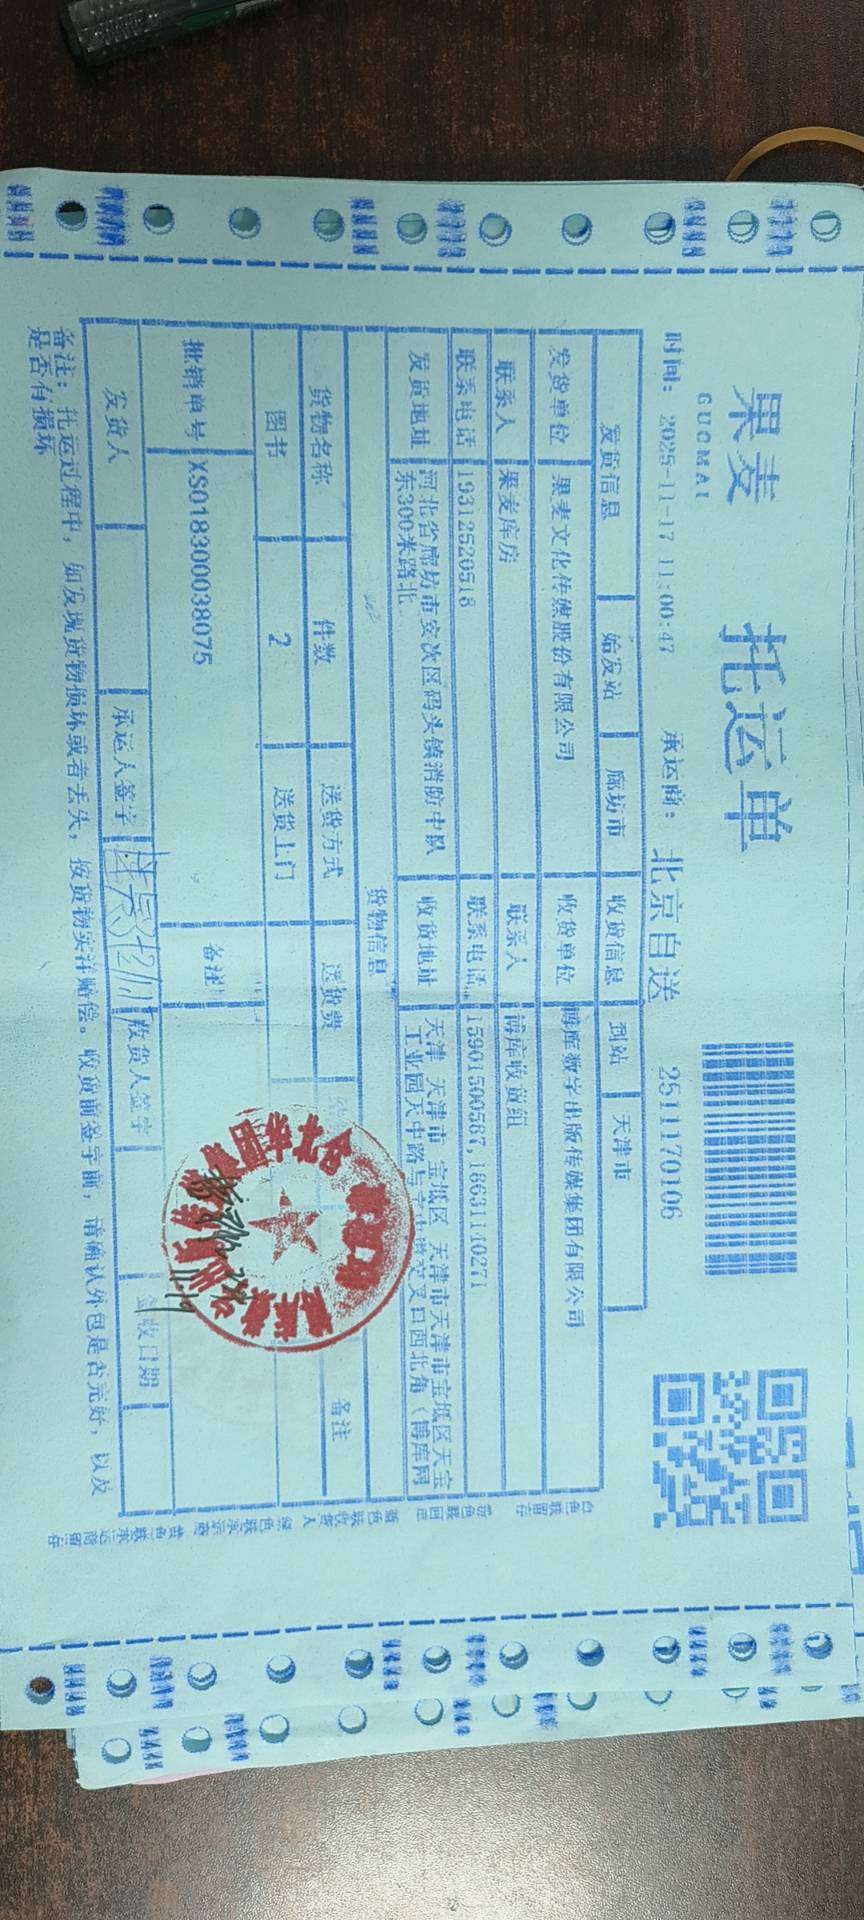 果麦
GUOMAI
托运单
时间: 2025-11-17 11:00:47 承运商: 北京自送 2511170106
发货信息 始发站 廊坊市 收货信息 到站 天津市
发货单位 果麦文化传媒股份有限公司 收货单位 博库数字出版传媒集团有限公司
联系人 果麦库房 联系人 博库收货组
联系电话 19312520518 联系电话 15901500587,18631140271
发货地址 河北省廊坊市安次区码头镇消防中队东300米路北 收货地址 天津 天津市 宝坻区 天津市天津市宝坻区天宝工业园天中路与
西北角(博库网
货物信息
货物名称 件数 送货方式 送货费 备注
图书 2 送货上门
批销单号 XS018300038075 备注
发货人 承运人签字 收货人签字 签收日期
备注: 托运过程中, 如发现货物损坏或者丢失, 按货物实洋赔偿。收货前签字前, 请确认外包是否完好, 以及
是否有损坏